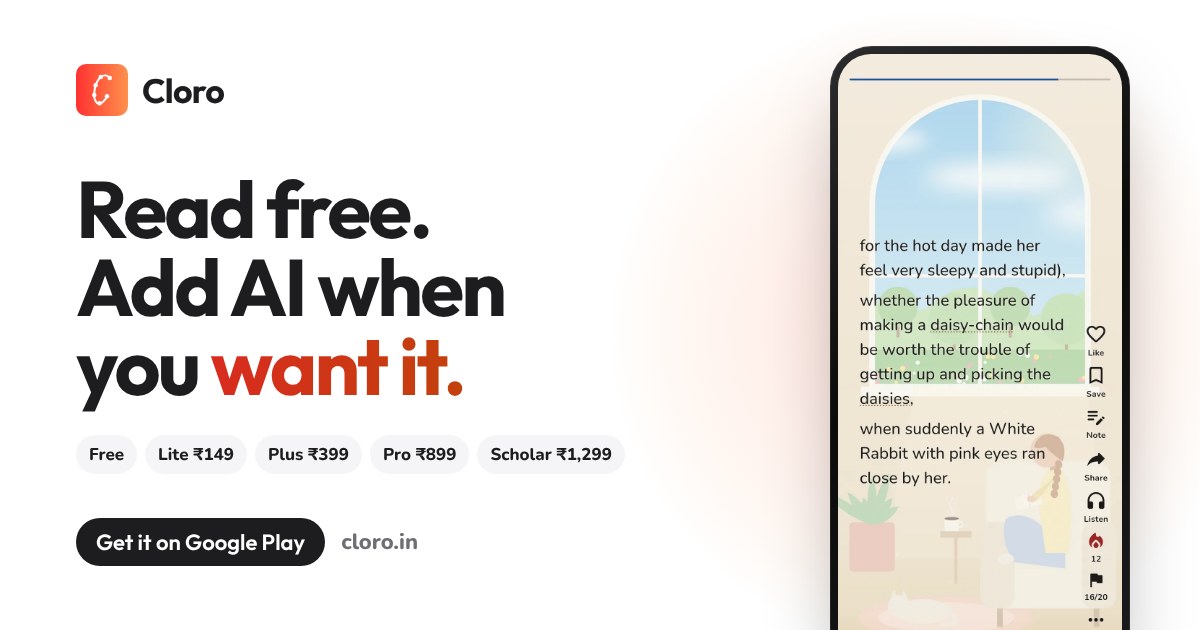 Cloro
Read free.
Add AI when
you want it.
Free
Lite ₹149
Plus ₹399
Pro ₹899
Scholar ₹1,299
Get it on Google Play
cloro.in
for the hot day made her
feel very sleepy and stupid),
whether the pleasure of
making a daisy-chain would
be worth the trouble of
getting up and picking the
daisies,
when suddenly a White
Rabbit with pink eyes ran
close by her.
Like
Save
Note
Share
Listen
12
16/20